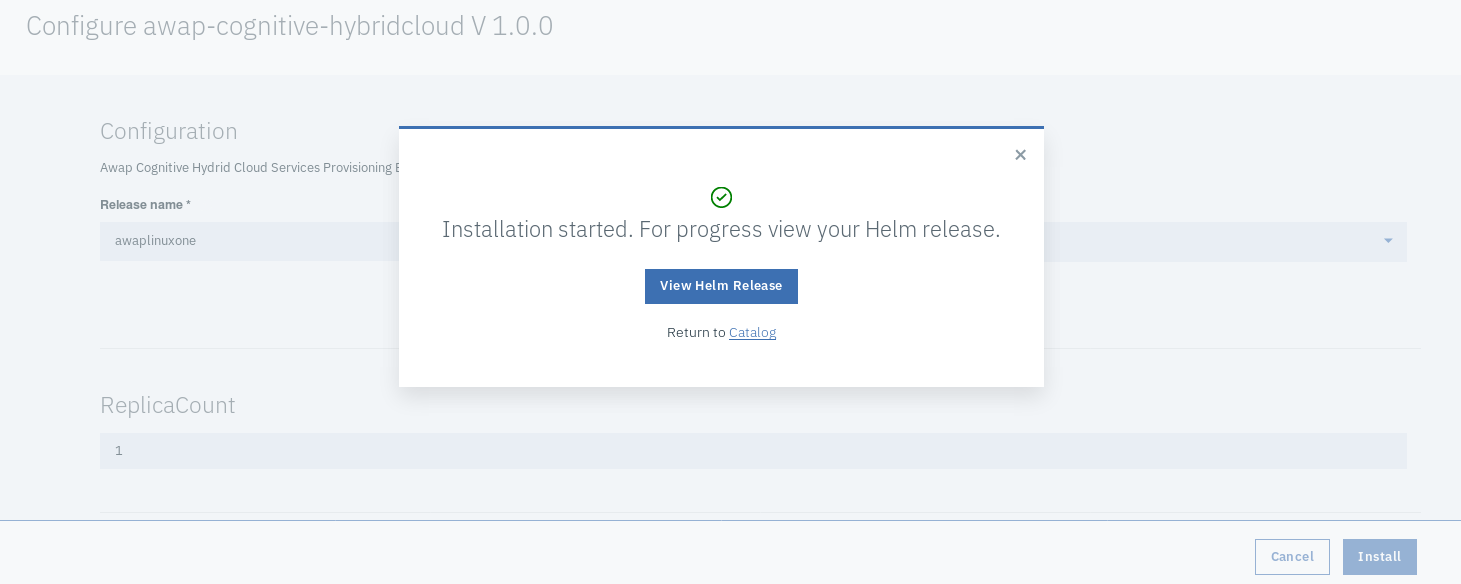 Configure awap-cognitive-hybridcloud V 1.0.0
Configuration
Awap Cognitive Hydrid Cloud Services Provisioning
Release name *
awaplinuxone
Installation started. For progress view your Helm release.
View Helm Release
Return to Catalog
ReplicaCount
1
Cancel
Install